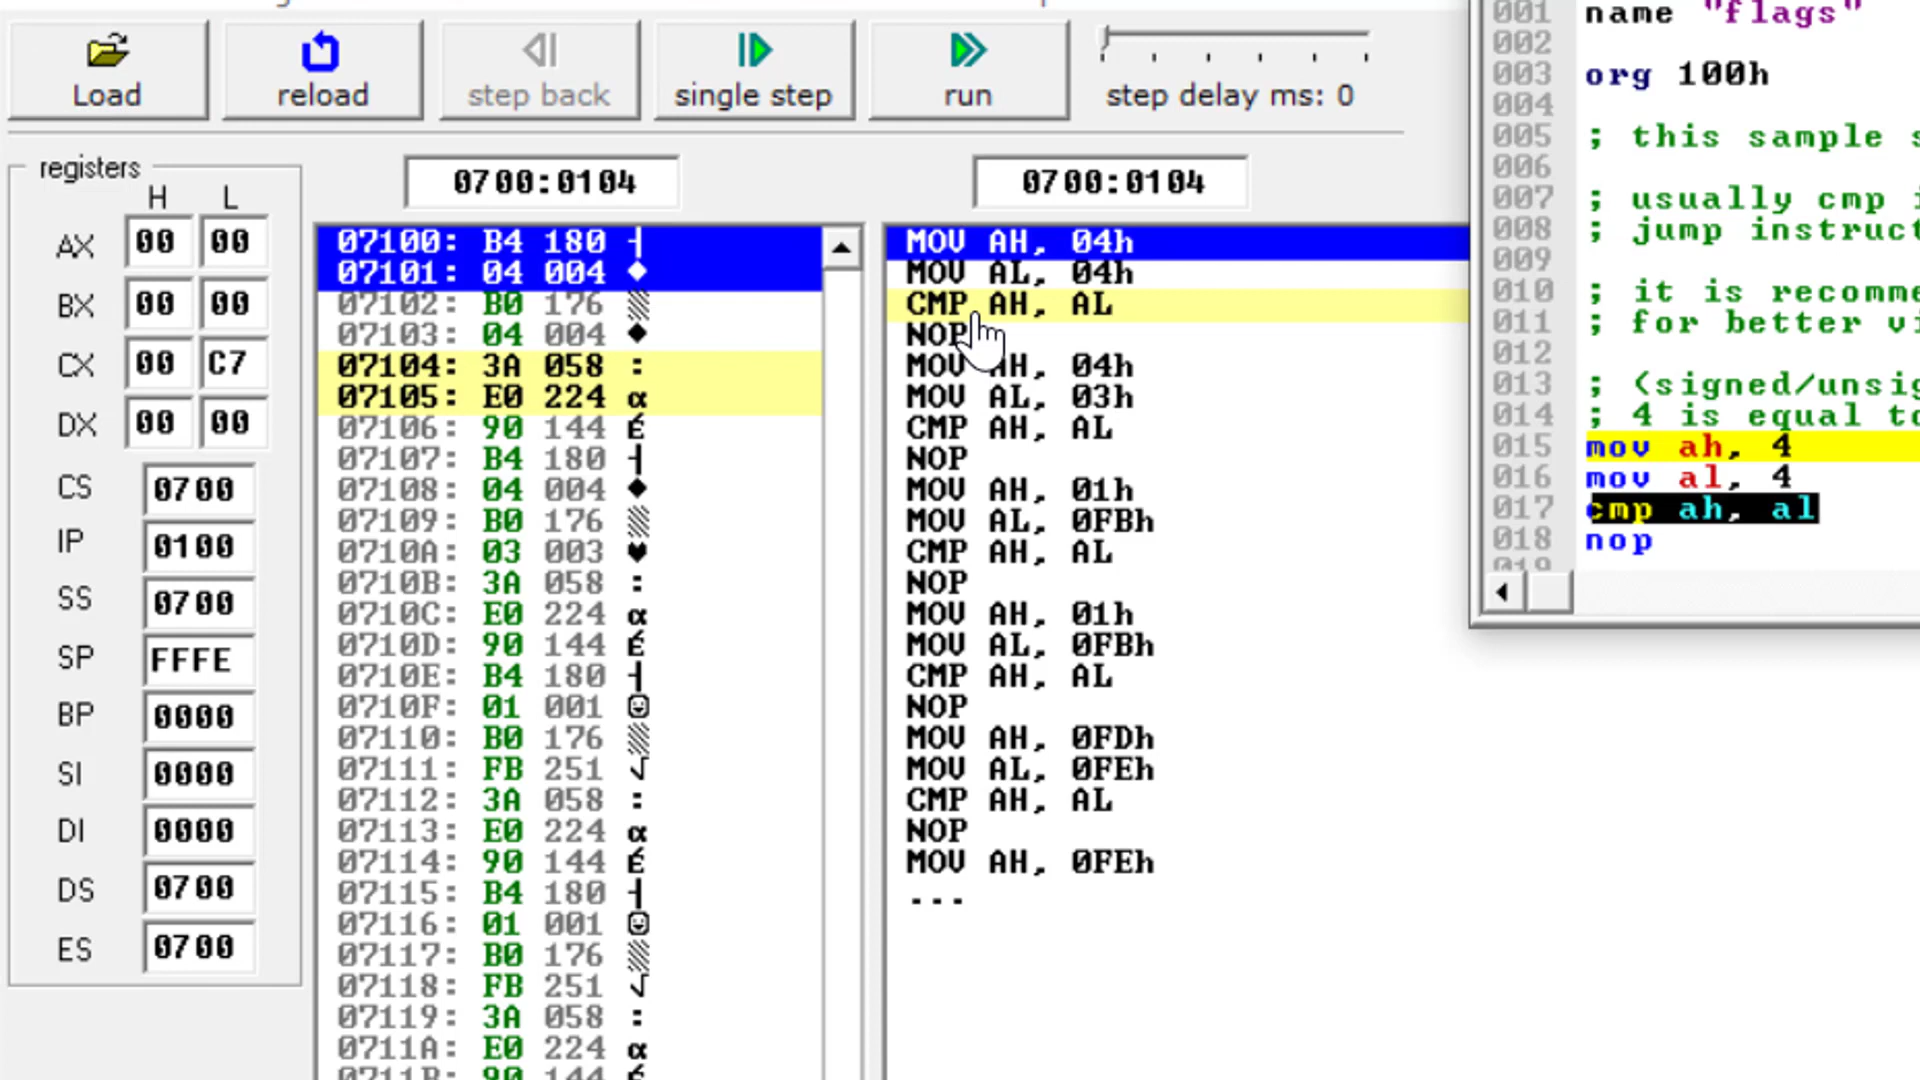 Load
reload
step back
single step
run
step delay ms: 0
registers
H L
AX 00 00
BX 00 00
CX 00 C7
DX 00 00
CS 0700
IP 0100
SS 0700
SP FFFE
BP 0000
SI 0000
DI 0000
DS 0700
ES 0700
0700:0104
07100: B4 180 ┤
07101: 04 004 ♦
07102: B0 176 ░
07103: 04 004 ♦
07104: 3A 058 :
07105: E0 224 α
07106: 90 144 É
07107: B4 180 ┤
07108: 04 004 ♦
07109: B0 176 ░
0710A: 03 003 ♥
0710B: 3A 058 :
0710C: E0 224 α
0710D: 90 144 É
0710E: B4 180 ┤
0710F: 01 001 ☺
07110: B0 176 ░
07111: FB 251 √
07112: 3A 058 :
07113: E0 224 α
07114: 90 144 É
07115: B4 180 ┤
07116: 01 001 ☺
07117: B0 176 ░
07118: FB 251 √
07119: 3A 058 :
0711A: E0 224 α
0711B: 90 144 É
0700:0104
MOV AH, 04h
MOV AL, 04h
CMP AH, AL
NOP
MOV AH, 04h
MOV AL, 03h
CMP AH, AL
NOP
MOV AH, 01h
MOV AL, 0FBh
CMP AH, AL
NOP
MOV AH, 01h
MOV AL, 0FBh
CMP AH, AL
NOP
MOV AH, 0FDh
MOV AL, 0FEh
CMP AH, AL
NOP
MOV AH, 0FEh
...
001 name "flags"
002
003 org 100h
004
005 ; this sample s
006
007 ; usually cmp i
008 ; jump instruct
009
010 ; it is recomme
011 ; for better vi
012
013 ; (signed/unsig
014 ; 4 is equal to
015 mov ah, 4
016 mov al, 4
017 cmp ah, al
018 nop
019